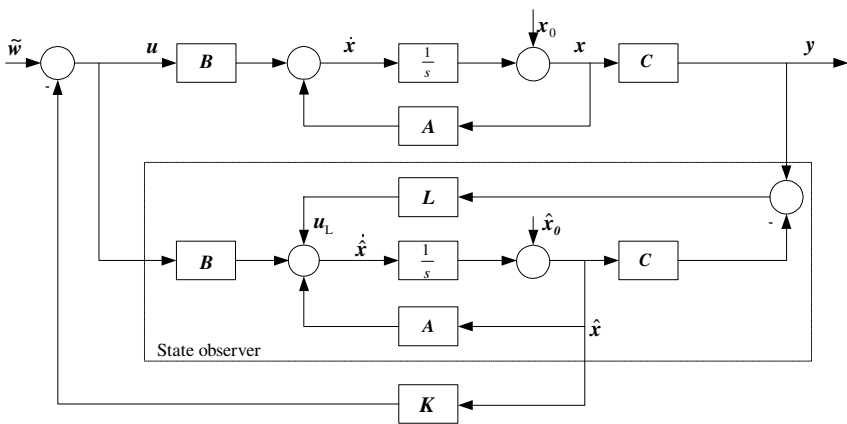 w̃
u
B
ẋ
1/s
x₀
x
C
y
-
A
L
-
u_L
x̂₀
B
x̂̇
1/s
C
A
x̂
State observer
K